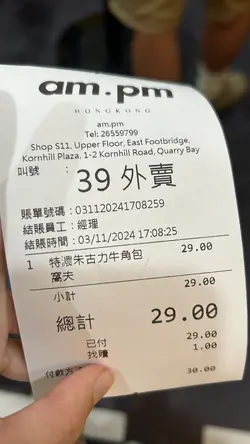 am.pm
HONGKONG
am.pm
Tel: 26559799
Shop S11, Upper Floor, East Footbridge,
Kornhill Plaza, 1-2 Kornhill Road, Quarry Bay
叫號 :
39 外賣
賬單號碼 : 031120241708259
結賬員工 : 經理
結賬時間 : 03/11/2024 17:08:25
1 特濃朱古力牛角包 29.00
窩夫
小計 29.00
總計 29.00
已付 29.00
找贖 1.00
付款方 30.00